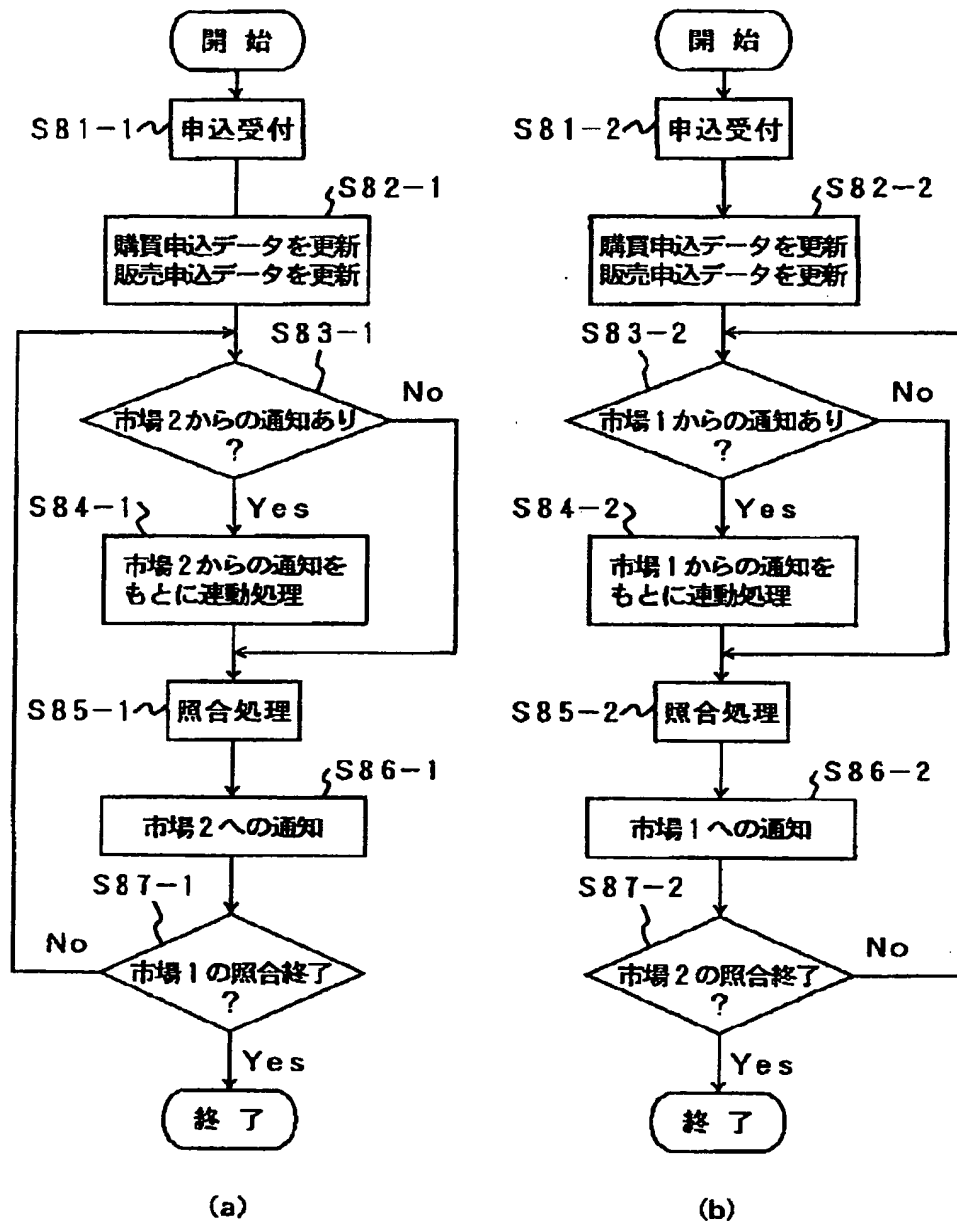 開始
S81-1
申込受付
S82-1
購買申込データを更新
販売申込データを更新
S83-1
市場2からの通知あり
?
No
Yes
S84-1
市場2からの通知を
もとに連動処理
S85-1
照合処理
S86-1
市場2への通知
S87-1
市場1の照合終了
?
No
Yes
終了
(a)
開始
S81-2
申込受付
S82-2
購買申込データを更新
販売申込データを更新
S83-2
市場1からの通知あり
?
No
Yes
S84-2
市場1からの通知を
もとに連動処理
S85-2
照合処理
S86-2
市場1への通知
S87-2
市場2の照合終了
?
No
Yes
終了
(b)